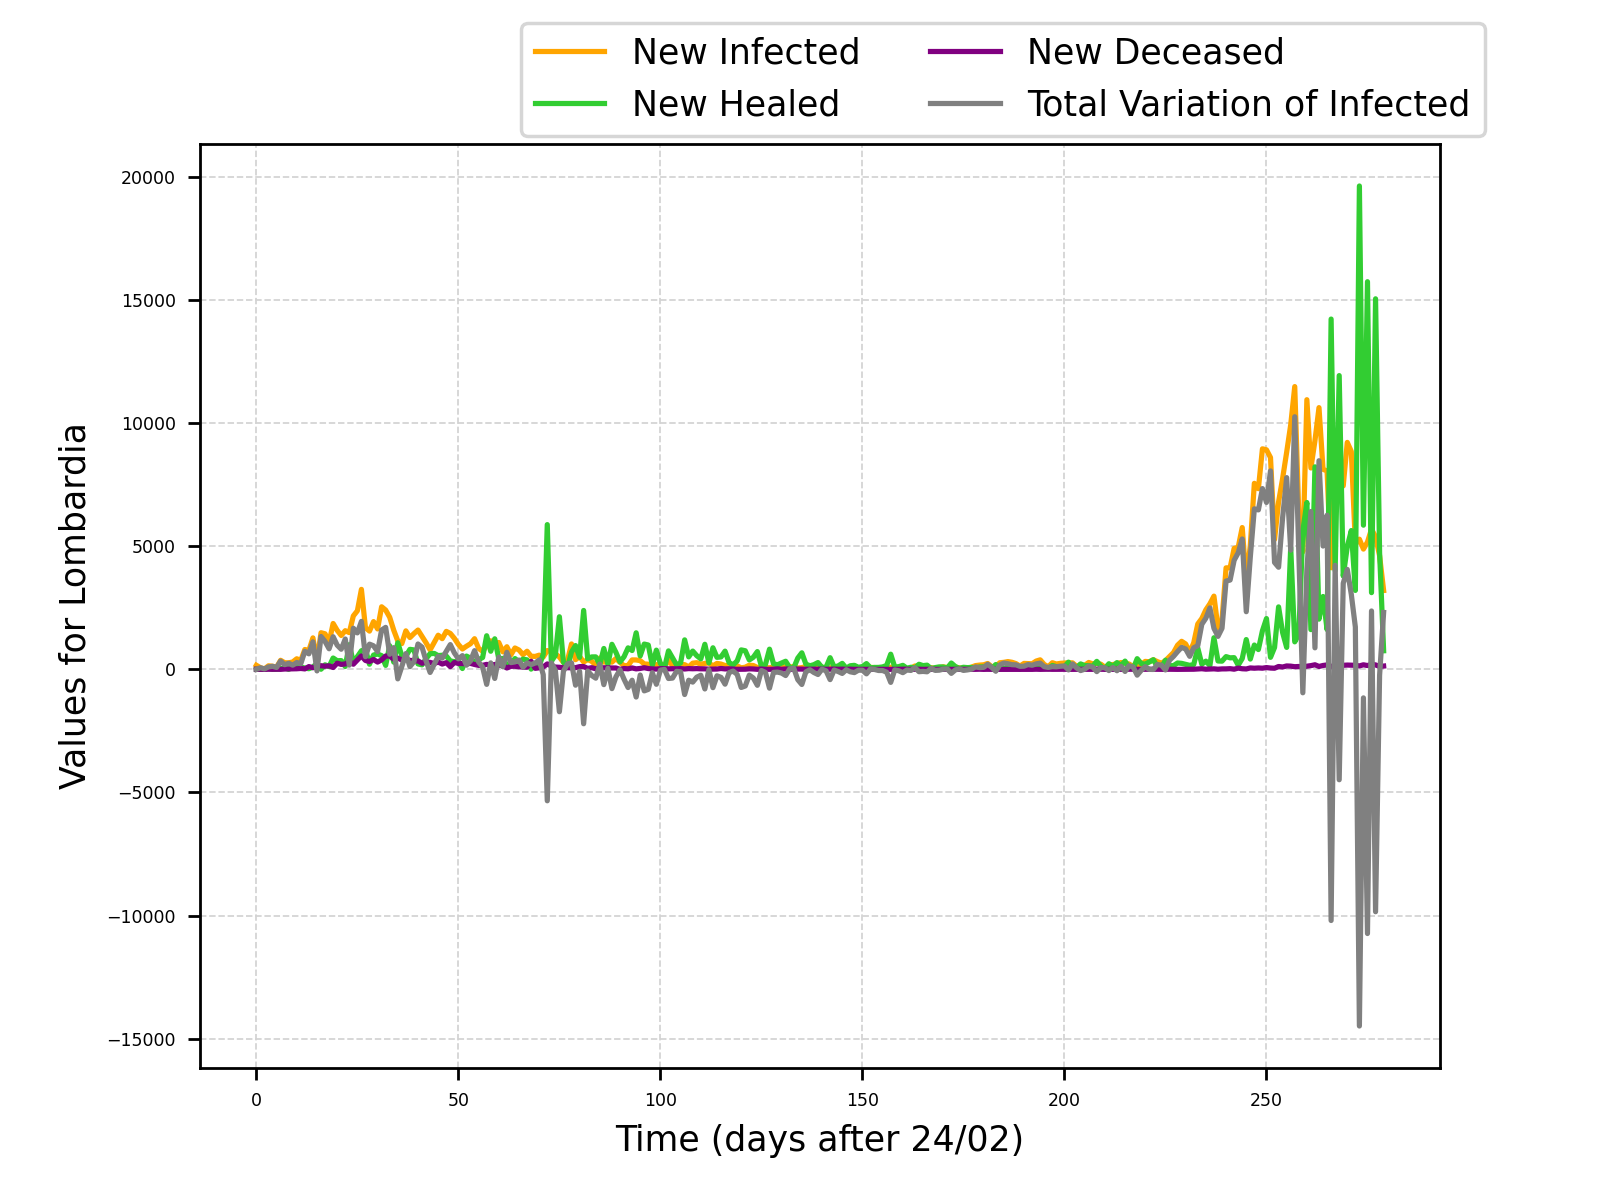 New Infected
New Deceased
New Healed
Total Variation of Infected
20000
15000
10000
5000
0
−5000
−10000
−15000
Values for Lombardia
0
50
100
150
200
250
Time (days after 24/02)